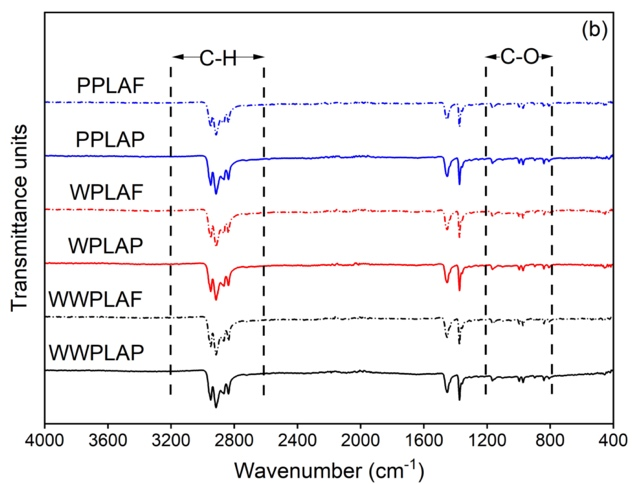 (b)
C-H
C-O
PPLAF
PPLAP
WPLAF
WPLAP
WWPLAF
WWPLAP
Transmittance units
4000 3600 3200 2800 2400 2000 1600 1200 800 400
Wavenumber (cm⁻¹)